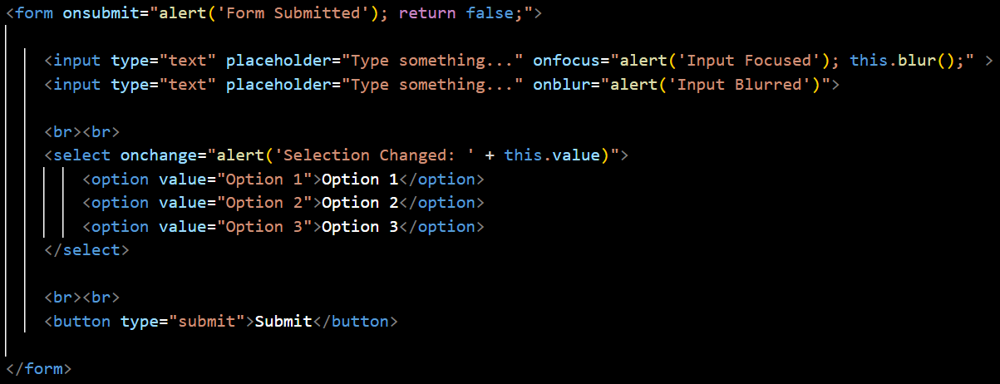 <form onsubmit="alert('Form Submitted'); return false;">
<input type="text" placeholder="Type something..." onfocus="alert('Input Focused'); this.blur();" >
<input type="text" placeholder="Type something..." onblur="alert('Input Blurred')">
<br><br>
<select onchange="alert('Selection Changed: ' + this.value)">
<option value="Option 1">Option 1</option>
<option value="Option 2">Option 2</option>
<option value="Option 3">Option 3</option>
</select>
<br><br>
<button type="submit">Submit</button>
</form>